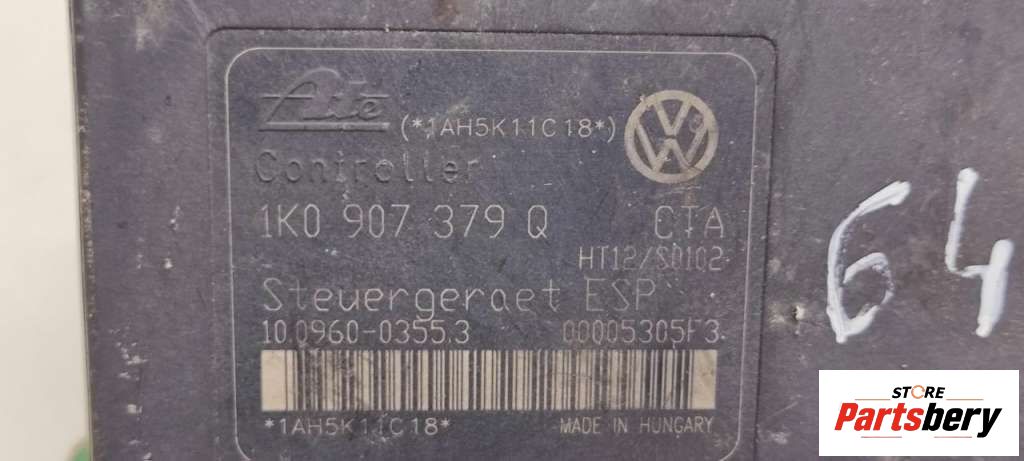 Ate (*1AH5K11C18*)
Controller
1K0 907 379 Q CTA
HT12/S0102
Steuergeraet ESP
10.0960-0355.3 00005305F3
*1AH5K11C18* MADE IN HUNGARY
64
STORE
Partsbery